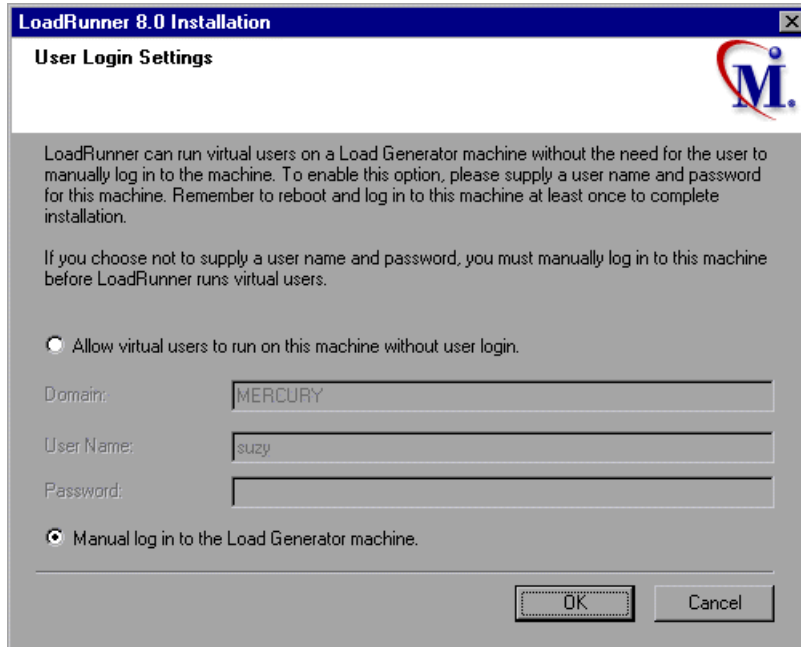 LoadRunner 8.0 Installation
User Login Settings
M.
LoadRunner can run virtual users on a Load Generator machine without the need for the user to
manually log in to the machine. To enable this option, please supply a user name and password
for this machine. Remember to reboot and log in to this machine at least once to complete
installation.
If you choose not to supply a user name and password, you must manually log in to this machine
before LoadRunner runs virtual users.
Allow virtual users to run on this machine without user login.
Domain: MERCURY
User Name: suzy
Password:
Manual log in to the Load Generator machine.
OK Cancel